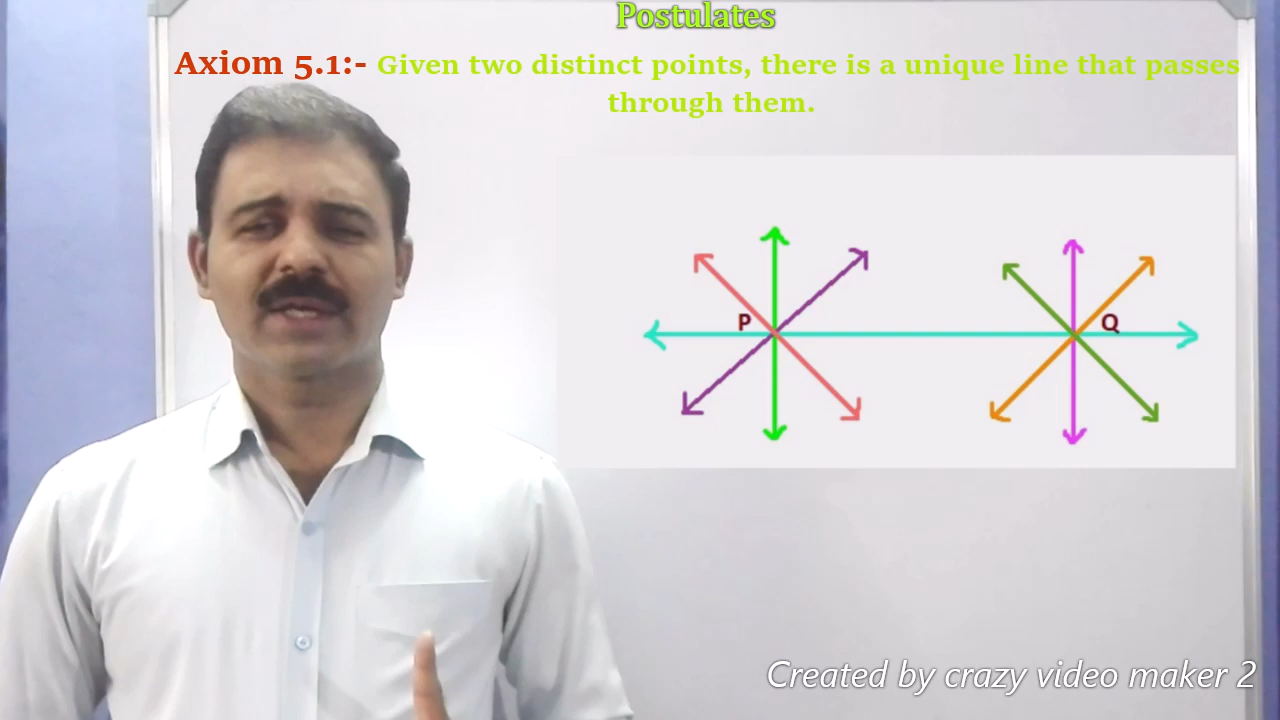 Postulates
Axiom 5.1:- Given two distinct points, there is a unique line that passes
through them.
P
Q
Created by crazy video maker 2